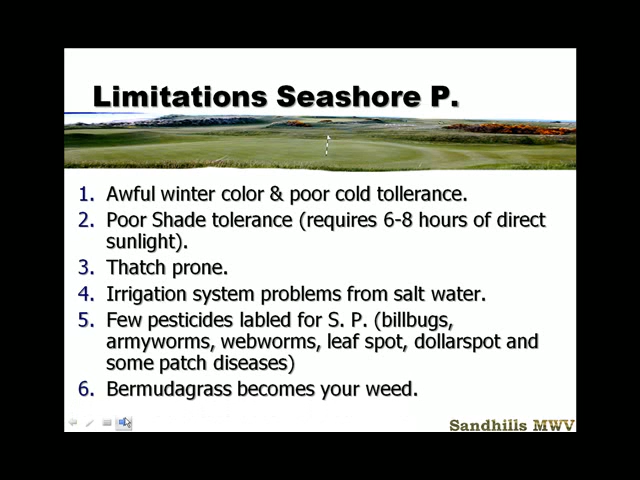 Limitations Seashore P.
1. Awful winter color & poor cold tollerance.
2. Poor Shade tolerance (requires 6-8 hours of direct
sunlight).
3. Thatch prone.
4. Irrigation system problems from salt water.
5. Few pesticides labled for S. P. (billbugs,
armyworms, webworms, leaf spot, dollarspot and
some patch diseases)
6. Bermudagrass becomes your weed.
Sandhills MWV